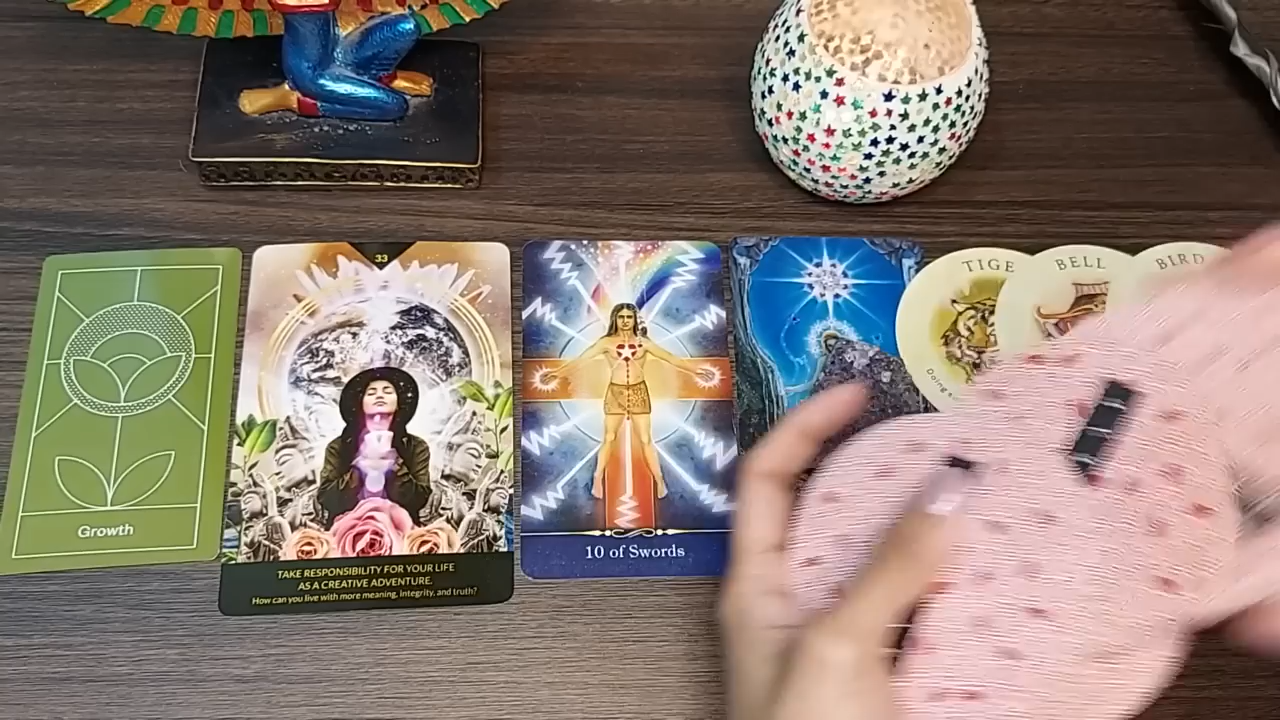 Growth
33
TAKE RESPONSIBILITY FOR YOUR LIFE
AS A CREATIVE ADVENTURE.
How can you live with more meaning, integrity, and truth?
10 of Swords
TIGE
Doing
BELL
BIRD